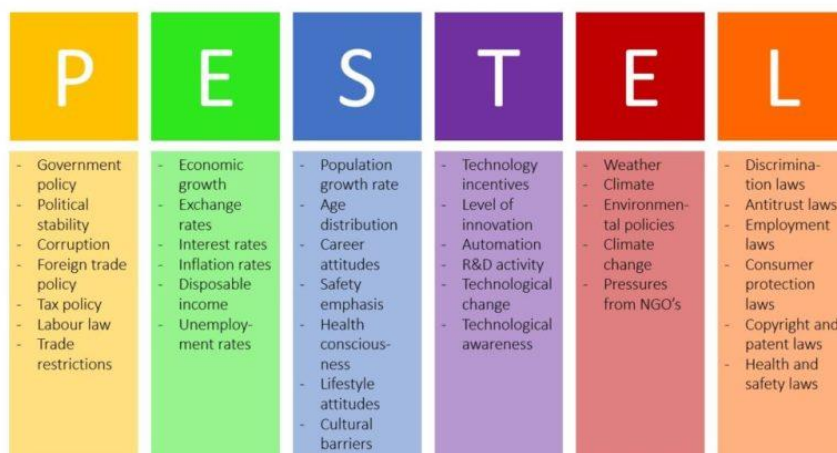 P
- Government
policy
- Political
stability
- Corruption
- Foreign trade
policy
- Tax policy
- Labour law
- Trade
restrictions
E
- Economic
growth
- Exchange
rates
- Interest rates
- Inflation rates
- Disposable
income
- Unemploy-
ment rates
S
- Population
growth rate
- Age
distribution
- Career
attitudes
- Safety
emphasis
- Health
conscious-
ness
- Lifestyle
attitudes
- Cultural
barriers
T
- Technology
incentives
- Level of
innovation
- Automation
- R&D activity
- Technological
change
- Technological
awareness
E
- Weather
- Climate
- Environmen-
tal policies
- Climate
change
- Pressures
from NGO's
L
- Discrimina-
tion laws
- Antitrust laws
- Employment
laws
- Consumer
protection
laws
- Copyright and
patent laws
- Health and
safety laws